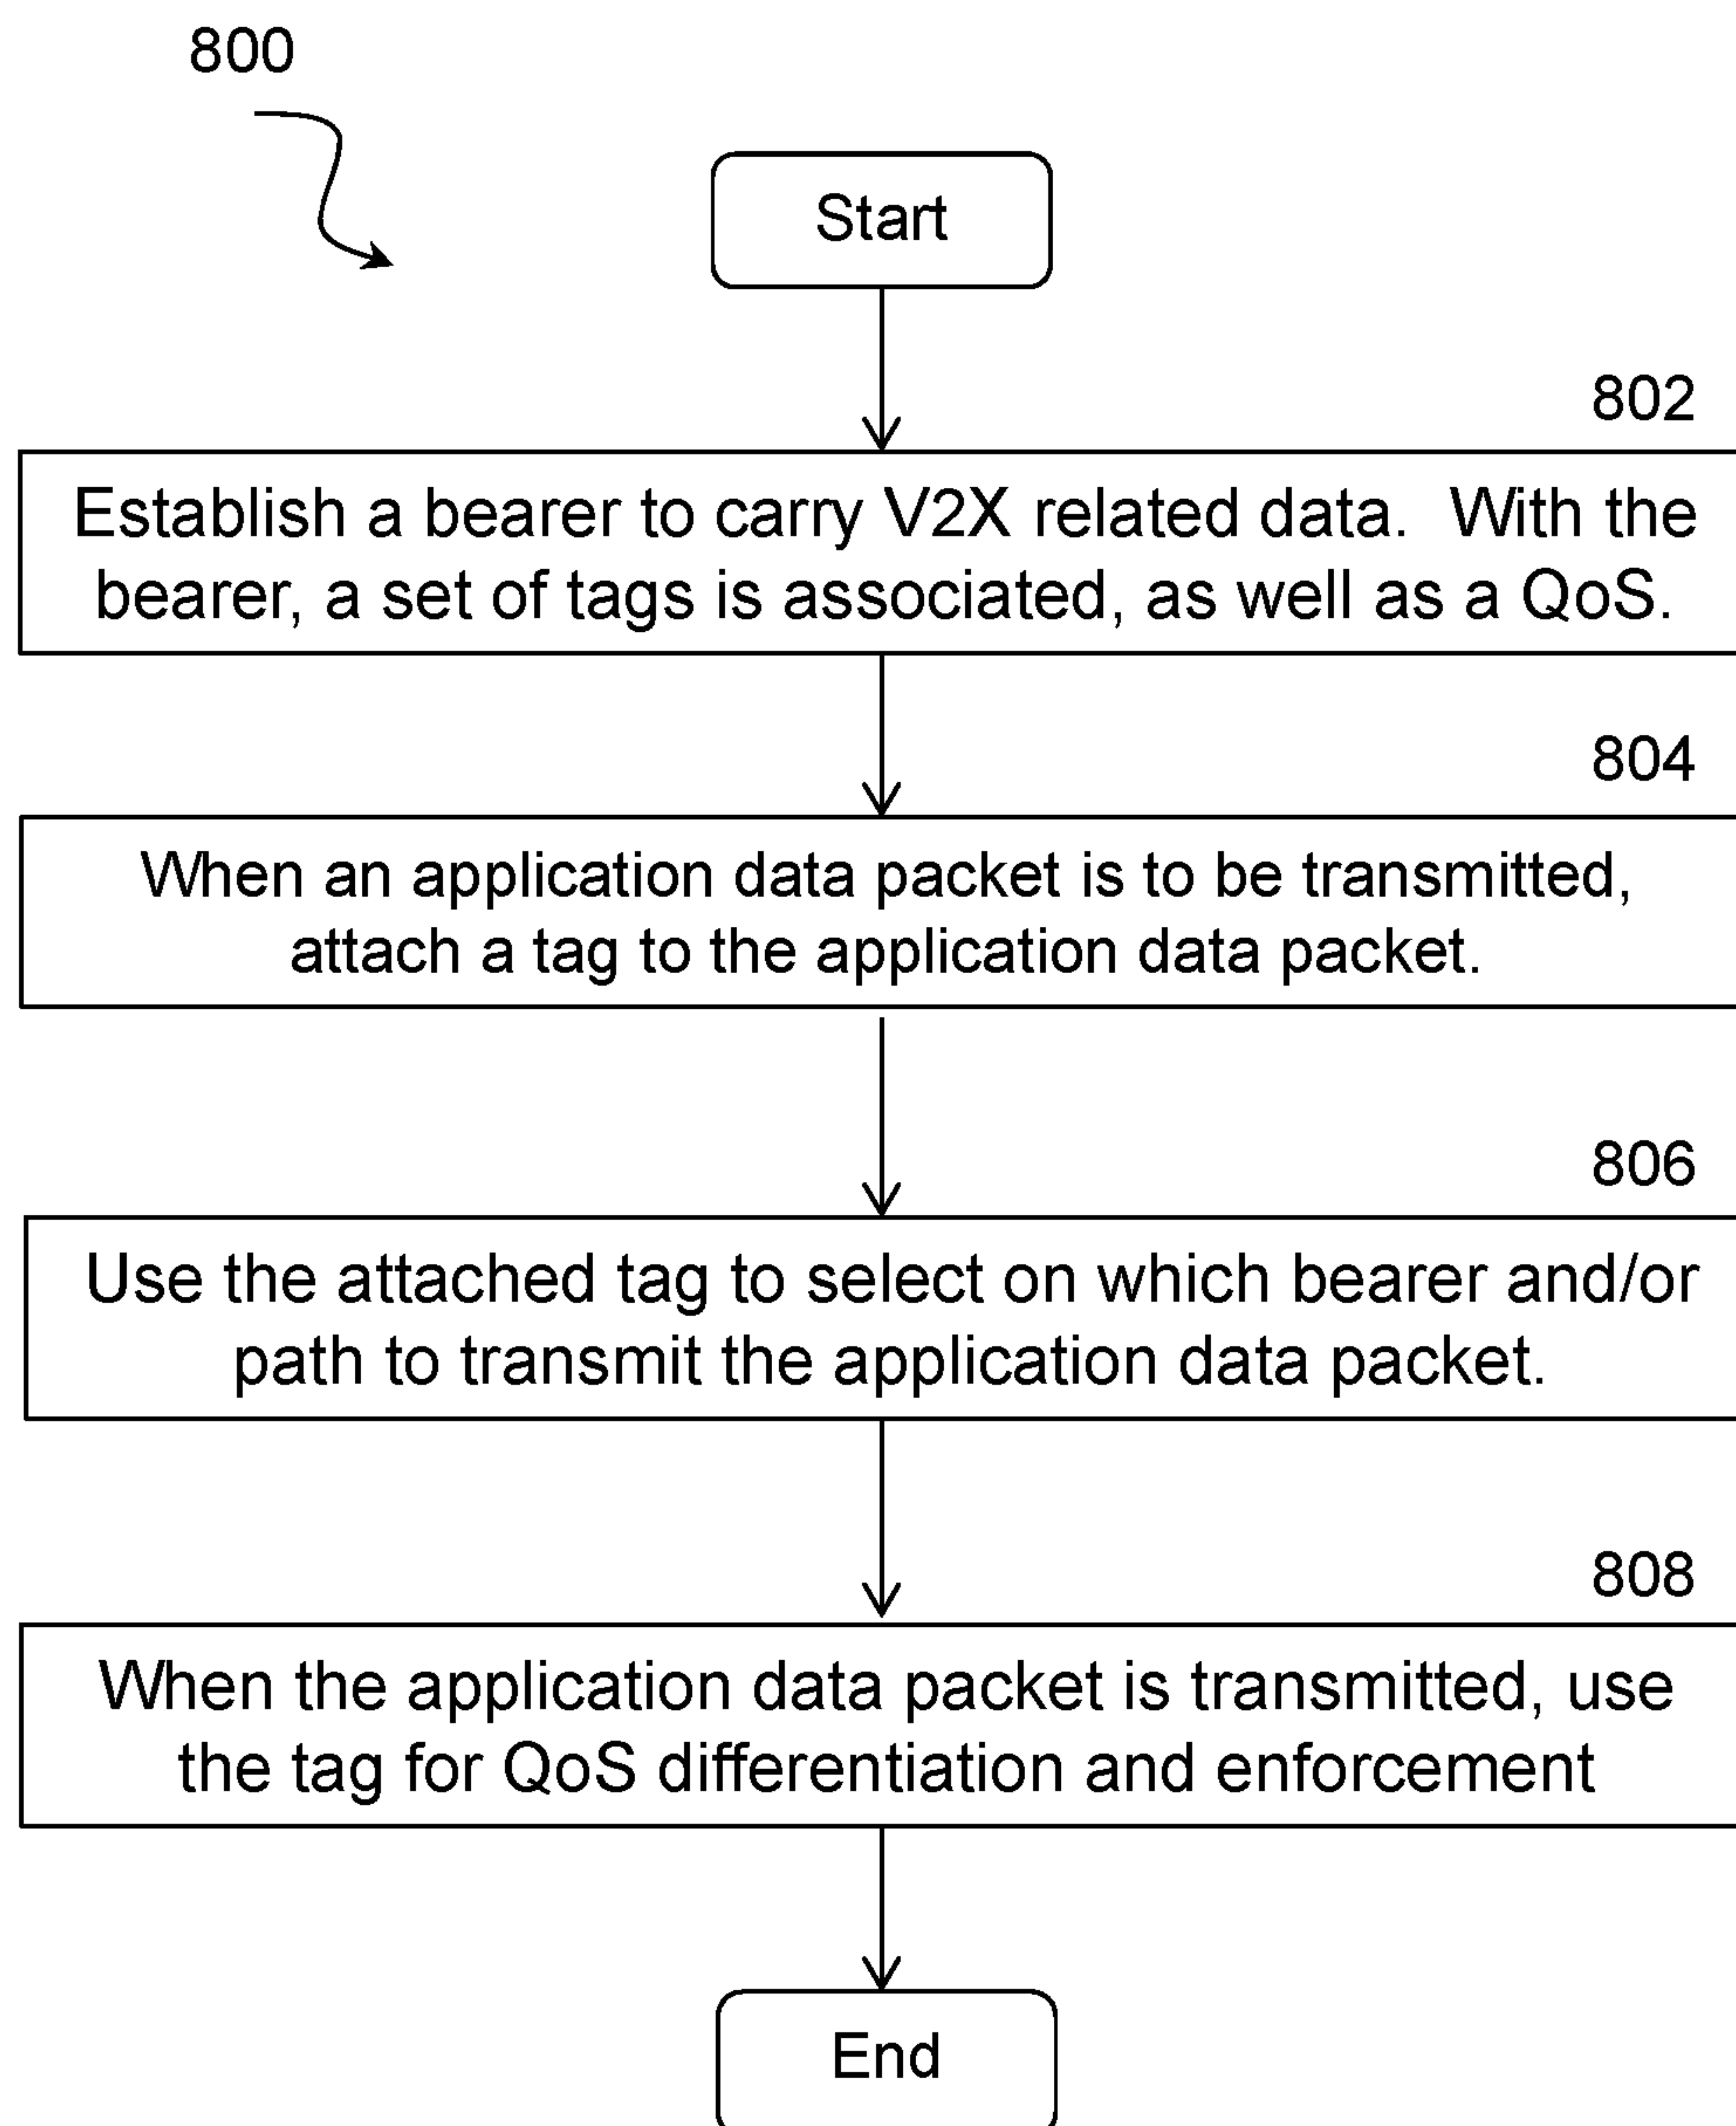 800
Start
802
Establish a bearer to carry V2X related data.  With the
bearer, a set of tags is associated, as well as a QoS.
804
When an application data packet is to be transmitted,
attach a tag to the application data packet.
806
Use the attached tag to select on which bearer and/or
path to transmit the application data packet.
808
When the application data packet is transmitted, use
the tag for QoS differentiation and enforcement
End